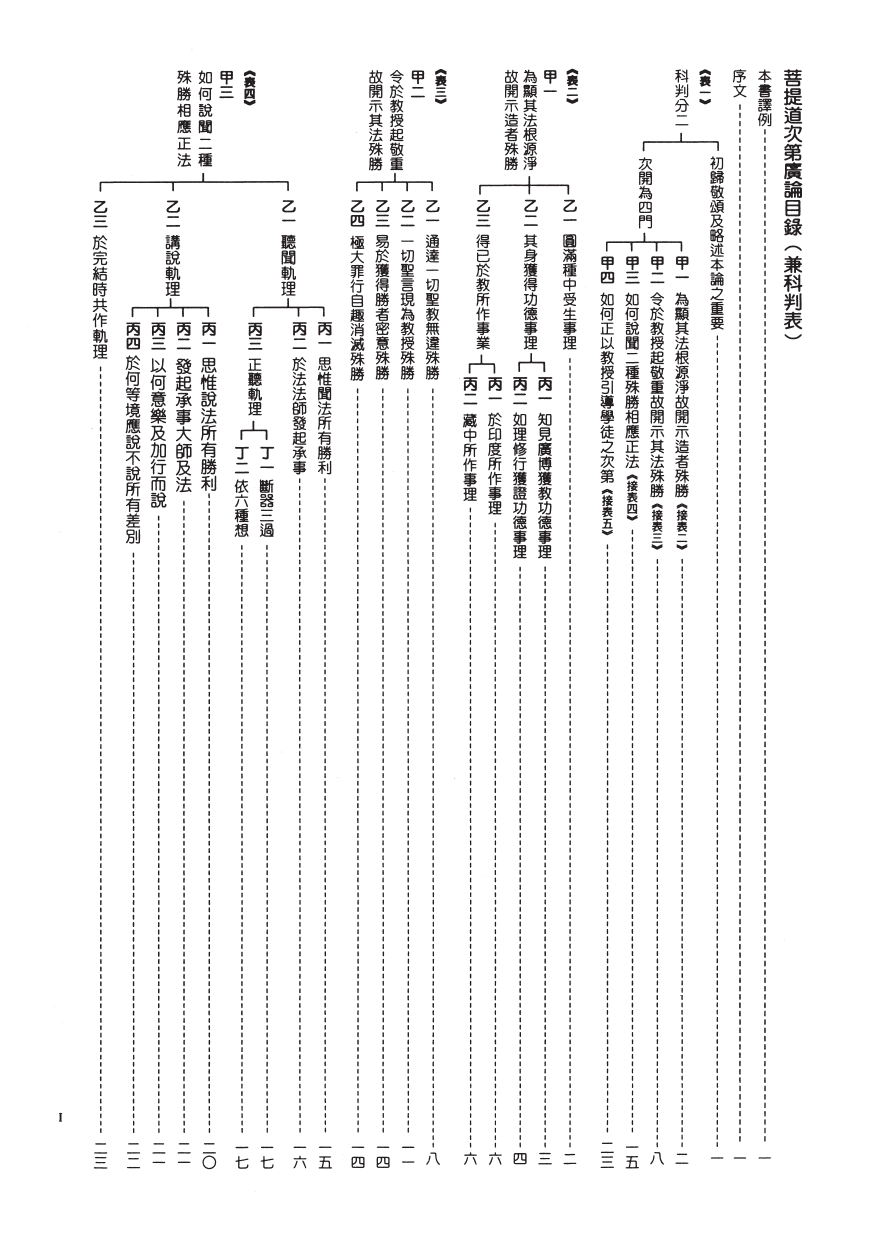 菩提道次第廣論目錄（兼科判表）
本書譯例 一
序文 一
《表一》
科判分二
初歸敬頌及略述本論之重要 一
次開為四門
甲一 為顯其法根源淨故開示造者殊勝《接表二》 二
甲二 令於教授起敬重故開示其法殊勝《接表三》 八
甲三 如何說聞二種殊勝相應正法《接表四》 一五
甲四 如何正以教授引導學徒之次第《接表五》 二三
《表二》
甲一
為顯其法根源淨
故開示造者殊勝
乙一 圓滿種中受生事理 二
乙二 其身獲得功德事理
丙一 知見廣博獲教功德事理 三
丙二 如理修行獲證功德事理 四
乙三 得已於教所作事業
丙一 於印度所作事理 六
丙二 藏中所作事理 六
《表三》
甲二
令於教授起敬重
故開示其法殊勝
乙一 通達一切聖教無違殊勝 八
乙二 一切聖言現為教授殊勝 一一
乙三 易於獲得勝者密意殊勝 一四
乙四 極大罪行自趣消滅殊勝 一四
《表四》
甲三
如何說聞二種
殊勝相應正法
乙一 聽聞軌理
丙一 思惟聞法所有勝利 一五
丙二 於法法師發起承事 一六
丙三 正聽軌理
丁一 斷器三過 一七
丁二 依六種想 一七
乙二 講說軌理
丙一 思惟說法所有勝利 二〇
丙二 發起承事大師及法 二一
丙三 以何意樂及加行而說 二一
丙四 於何等境應說不說所有差別 二二
乙三 於完結時共作軌理 二三
I